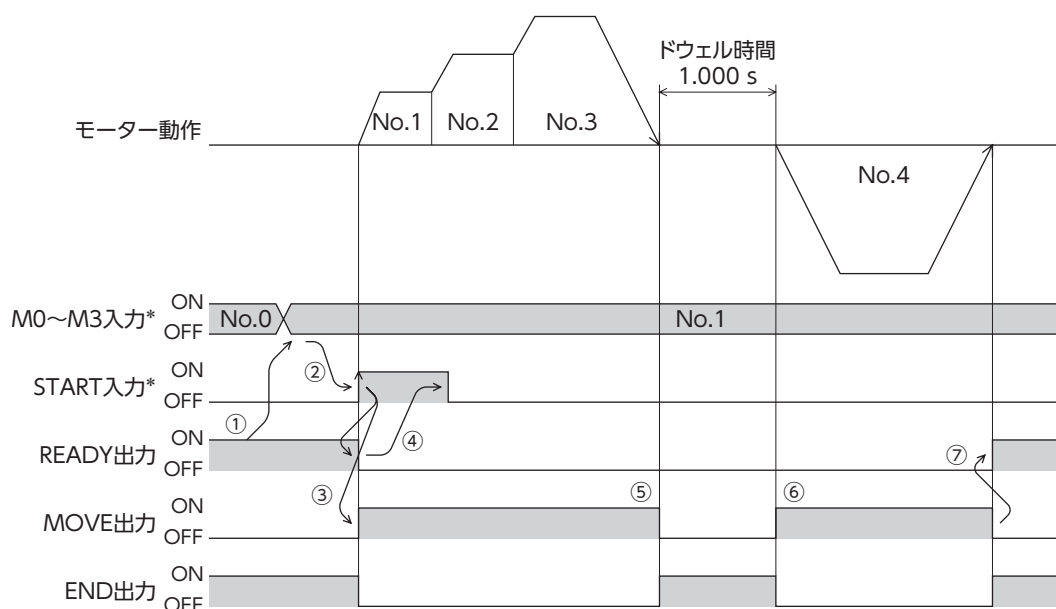 ドウェル時間
1.000 s
モーター動作
No.1
No.2
No.3
No.4
M0~M3入力*
ON
OFF
No.0
No.1
②
START入力*
ON
OFF
①
④
READY出力
ON
OFF
⑦
③
⑤
⑥
MOVE出力
ON
OFF
END出力
ON
OFF